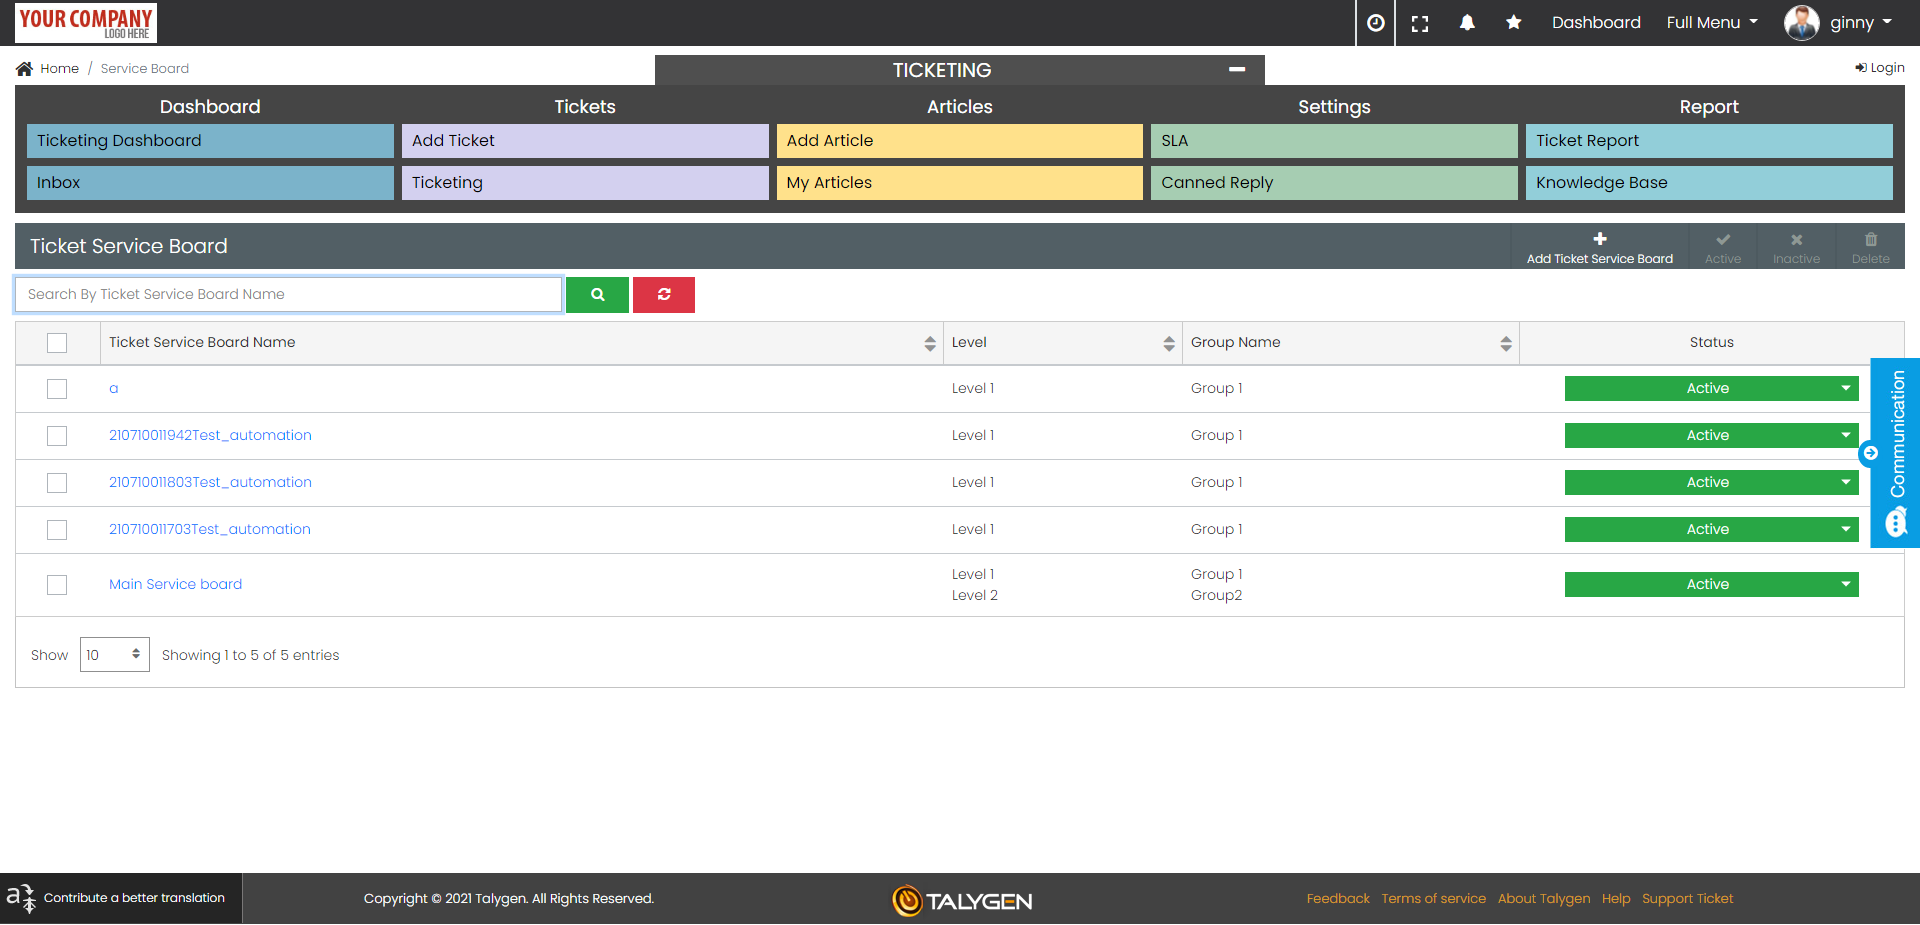 YOUR COMPANY
LOGO HERE
Dashboard
Full Menu
ginny
Home / Service Board
TICKETING
Login
Dashboard
Tickets
Articles
Settings
Report
Ticketing Dashboard
Add Ticket
Add Article
SLA
Ticket Report
Inbox
Ticketing
My Articles
Canned Reply
Knowledge Base
Ticket Service Board
Add Ticket Service Board
Active
Inactive
Delete
Search By Ticket Service Board Name
Ticket Service Board Name
Level
Group Name
Status
a
Level 1
Group 1
Active
210710011942Test_automation
Level 1
Group 1
Active
210710011803Test_automation
Level 1
Group 1
Active
210710011703Test_automation
Level 1
Group 1
Active
Main Service board
Level 1
Level 2
Group 1
Group2
Active
Communication
Show 10 Showing 1 to 5 of 5 entries
Contribute a better translation
Copyright © 2021 Talygen. All Rights Reserved.
TALYGEN
Feedback
Terms of service
About Talygen
Help
Support Ticket